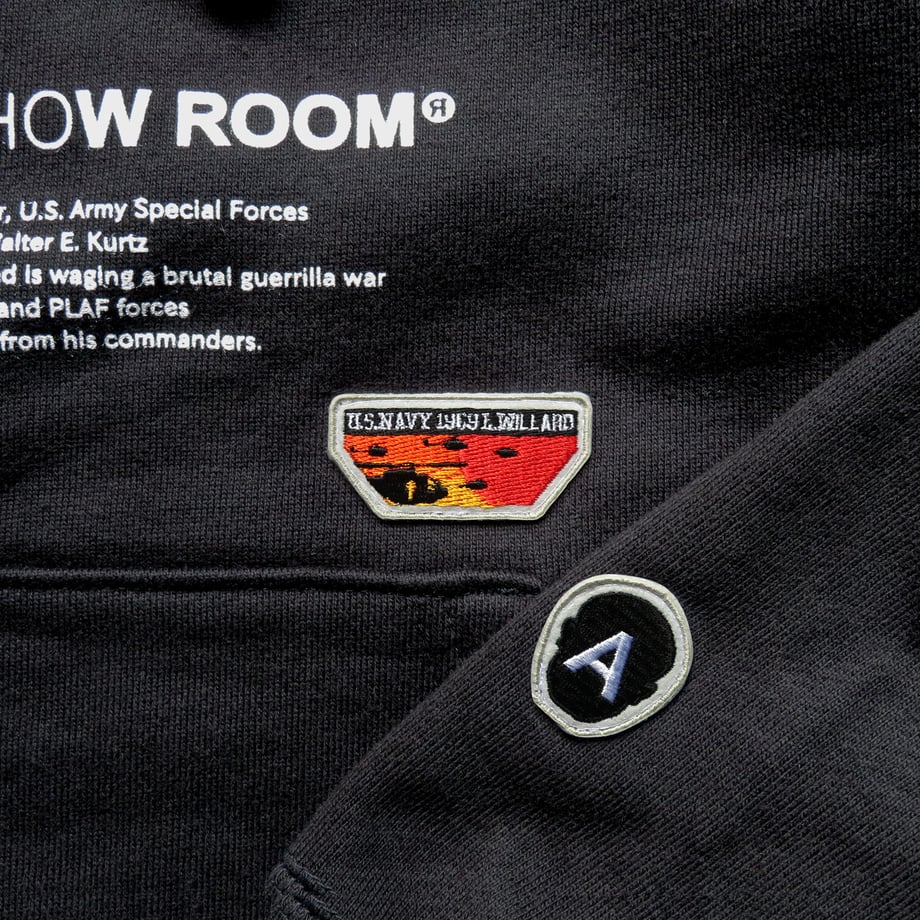 HOW ROOM®
r, U.S. Army Special Forces
Walter E. Kurtz
d is waging a brutal guerrilla war
and PLAF forces
from his commanders.
U.S.NAVY 1969 L.WILLARD
A